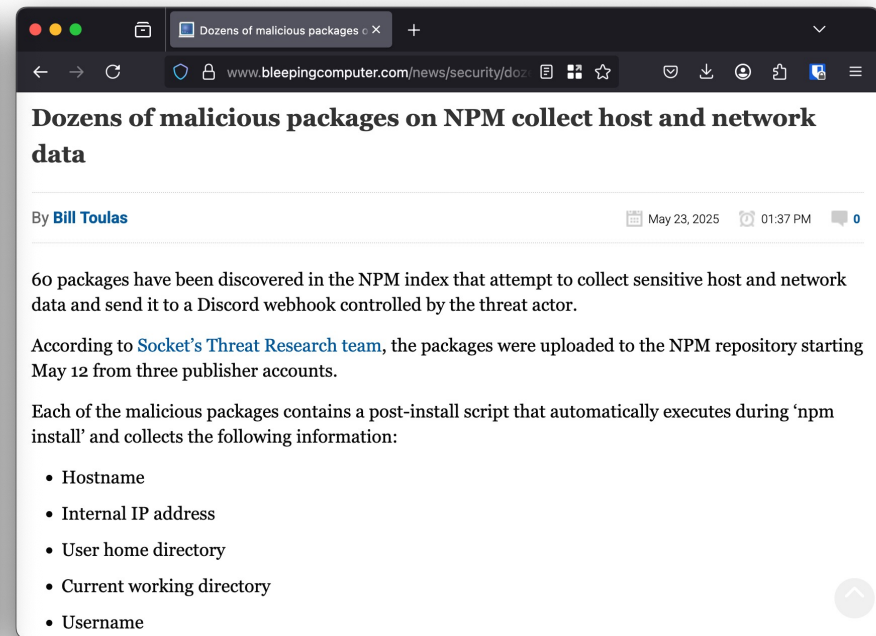 Dozens of malicious packages o
www.bleepingcomputer.com/news/security/doz
Dozens of malicious packages on NPM collect host and network
data
By Bill Toulas
May 23, 2025
01:37 PM
0
60 packages have been discovered in the NPM index that attempt to collect sensitive host and network
data and send it to a Discord webhook controlled by the threat actor.
According to Socket’s Threat Research team, the packages were uploaded to the NPM repository starting
May 12 from three publisher accounts.
Each of the malicious packages contains a post-install script that automatically executes during ‘npm
install’ and collects the following information:
• Hostname
• Internal IP address
• User home directory
• Current working directory
• Username